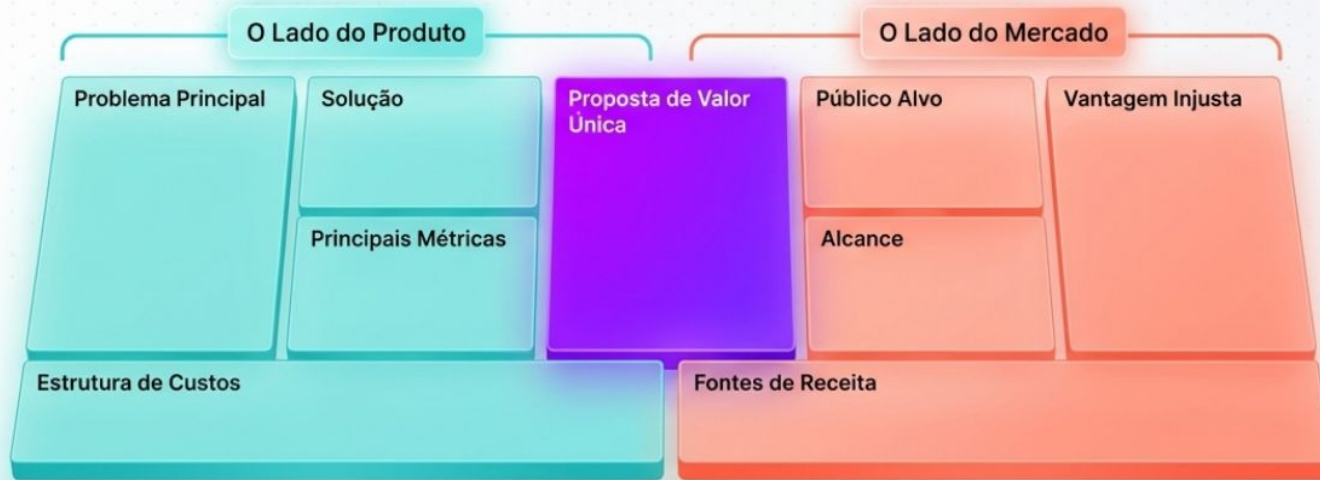 O Lado do Produto
O Lado do Mercado
Problema Principal
Solução
Proposta de Valor
Única
Público Alvo
Vantagem Injusta
Principais Métricas
Alcance
Estrutura de Custos
Fontes de Receita